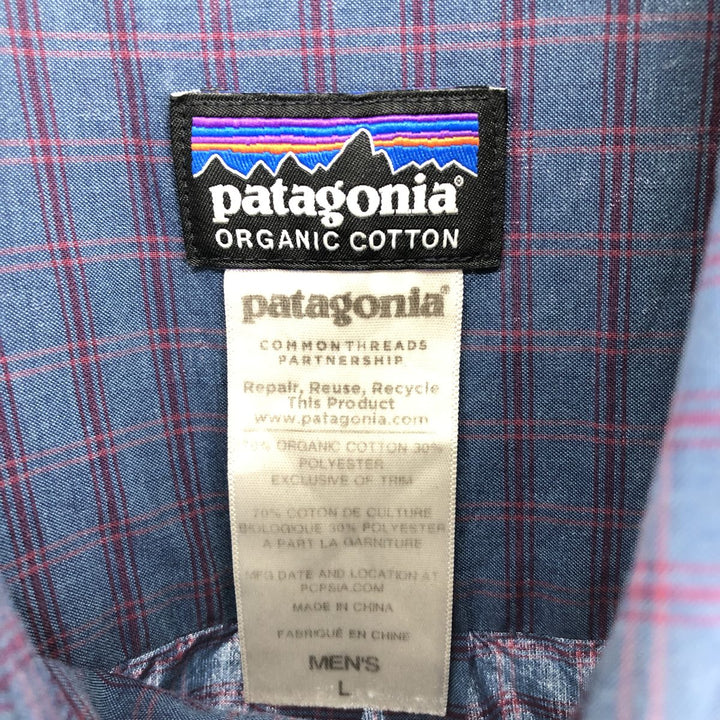 patagonia®
ORGANIC COTTON
patagonia®
COMMONTHREADS
PARTNERSHIP
Repair, Reuse, Recycle
This Product
www.patagonia.com
70% ORGANIC COTTON 30%
POLYESTER
EXCLUSIVE OF TRIM
70% COTON DE CULTURE
BIOLOGIQUE 30% POLYESTER
A PART LA GARNITURE
MFG DATE AND LOCATION AT
PCPSIA.COM
MADE IN CHINA
FABRIQUÉ EN CHINE
MEN'S
L